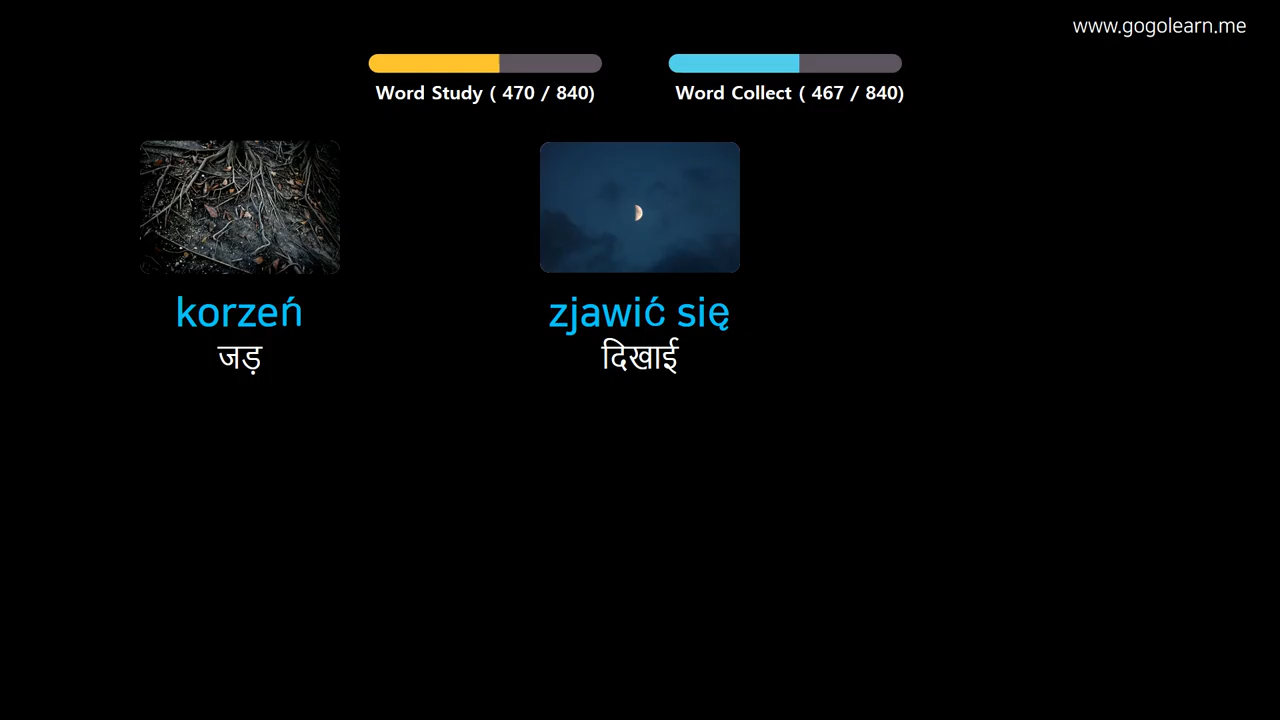 www.gogolearn.me
Word Study ( 470 / 840)
Word Collect ( 467 / 840)
korzeń
जड़
zjawić się
दिखाई